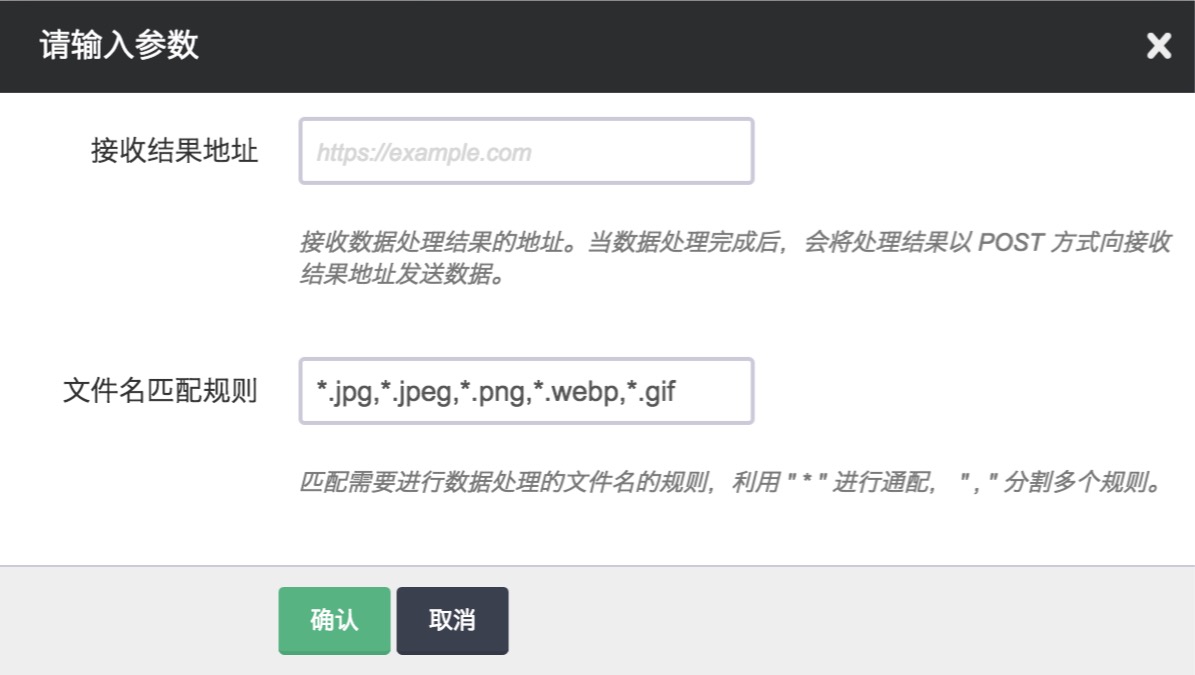 请输入参数
接收结果地址
https://example.com
接收数据处理结果的地址。当数据处理完成后，会将处理结果以 POST 方式向接收
结果地址发送数据。
文件名匹配规则
*.jpg,*.jpeg,*.png,*.webp,*.gif
匹配需要进行数据处理的文件名的规则，利用 " * " 进行通配， " , " 分割多个规则。
确认 取消